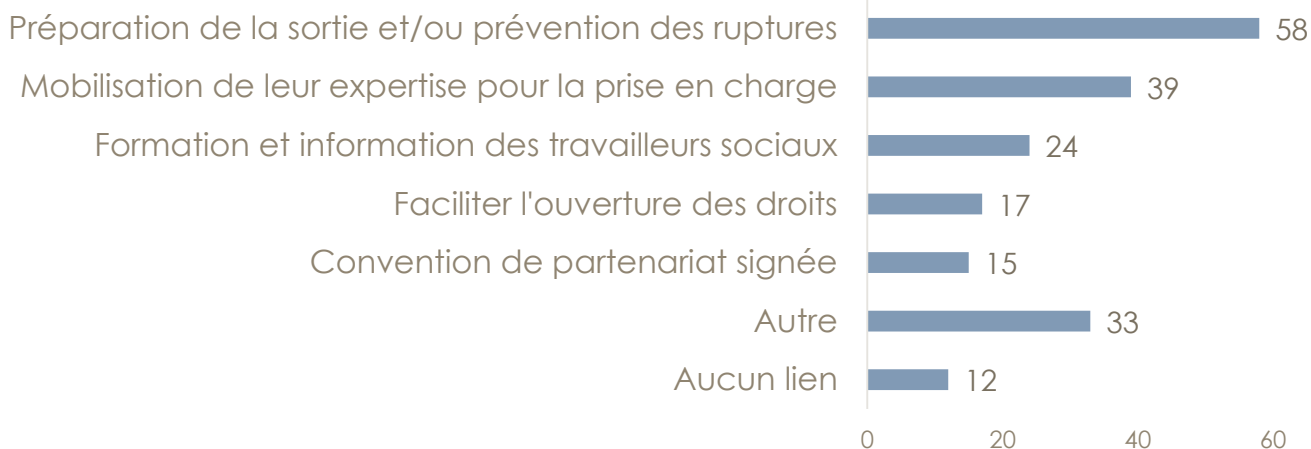 Préparation de la sortie et/ou prévention des ruptures 58
Mobilisation de leur expertise pour la prise en charge 39
Formation et information des travailleurs sociaux 24
Faciliter l'ouverture des droits 17
Convention de partenariat signée 15
Autre 33
Aucun lien 12
0 20 40 60